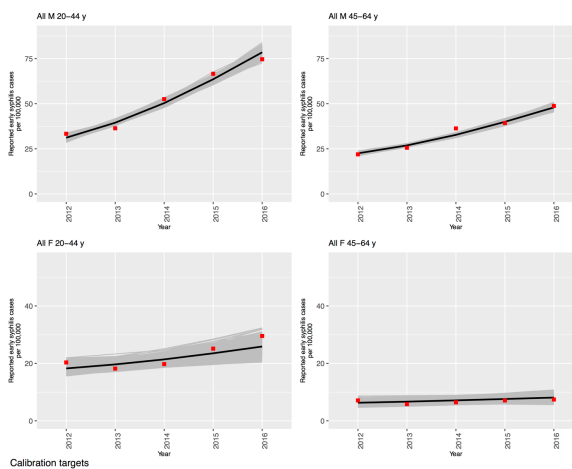 All M 20−44 y
Reported early syphilis cases
per 100,000
75
50
25
0
2012
2013
2014
2015
2016
Year
All M 45−64 y
Reported early syphilis cases
per 100,000
75
50
25
0
2012
2013
2014
2015
2016
Year
All F 20−44 y
Reported early syphilis cases
per 100,000
40
20
0
2012
2013
2014
2015
2016
Year
All F 45−64 y
Reported early syphilis cases
per 100,000
40
20
0
2012
2013
2014
2015
2016
Year
Calibration targets